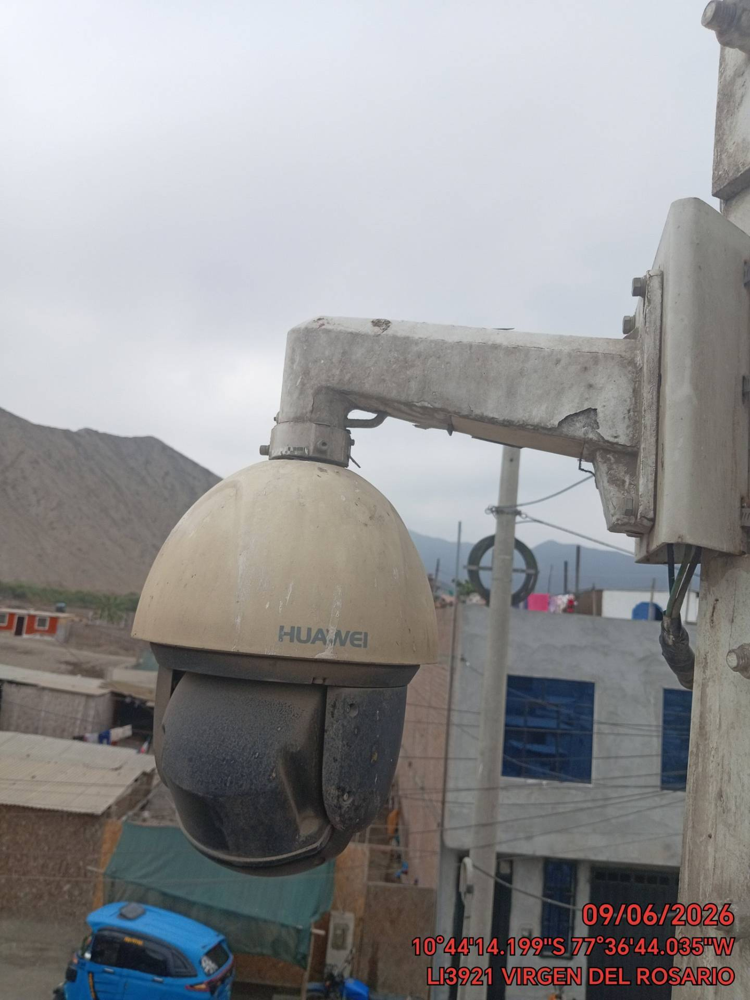 HUAWEI
09/06/2026
10°44'14.199"S 77°36'44.035"W
LI3921 VIRGEN DEL ROSARIO